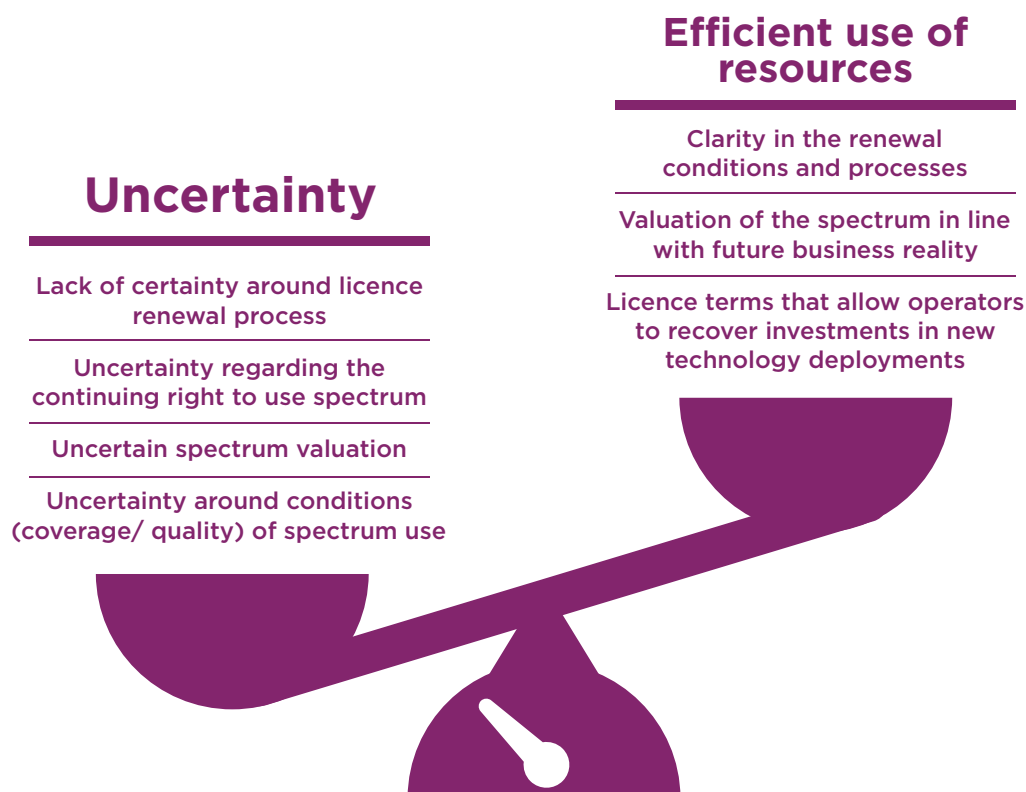 Uncertainty
Lack of certainty around licence
renewal process
Uncertainty regarding the
continuing right to use spectrum
Uncertain spectrum valuation
Uncertainty around conditions
(coverage/ quality) of spectrum use
Efficient use of
resources
Clarity in the renewal
conditions and processes
Valuation of the spectrum in line
with future business reality
Licence terms that allow operators
to recover investments in new
technology deployments